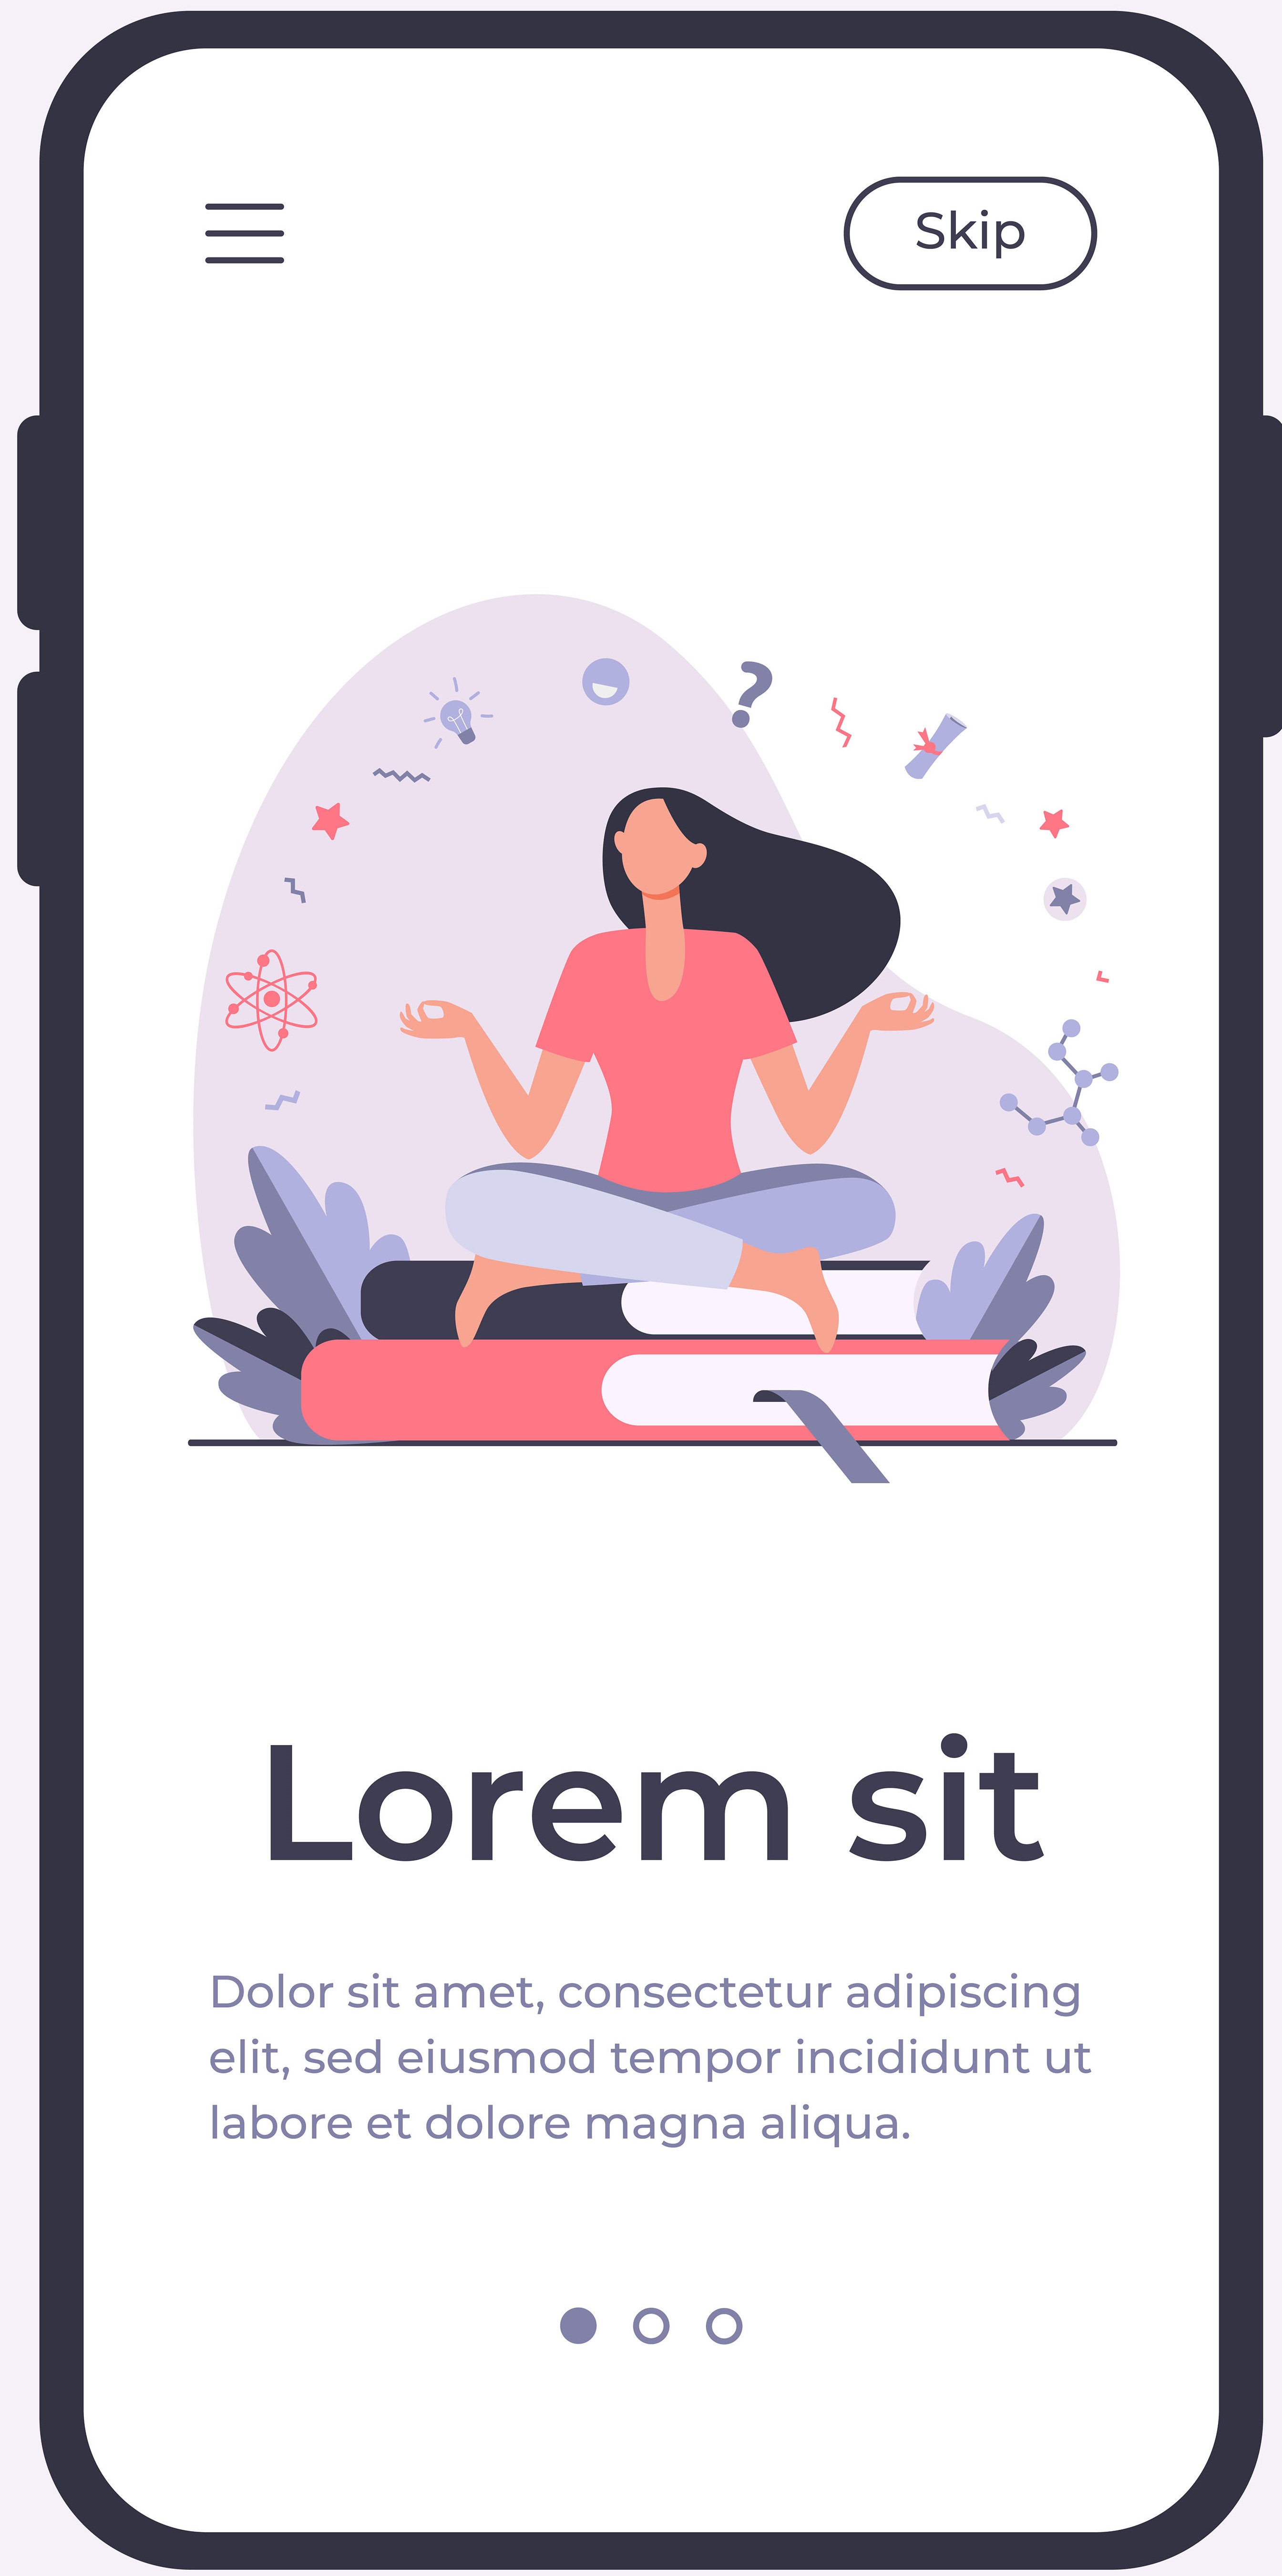 Skip
?
Lorem sit
Dolor sit amet, consectetur adipiscing
elit, sed eiusmod tempor incididunt ut
labore et dolore magna aliqua.